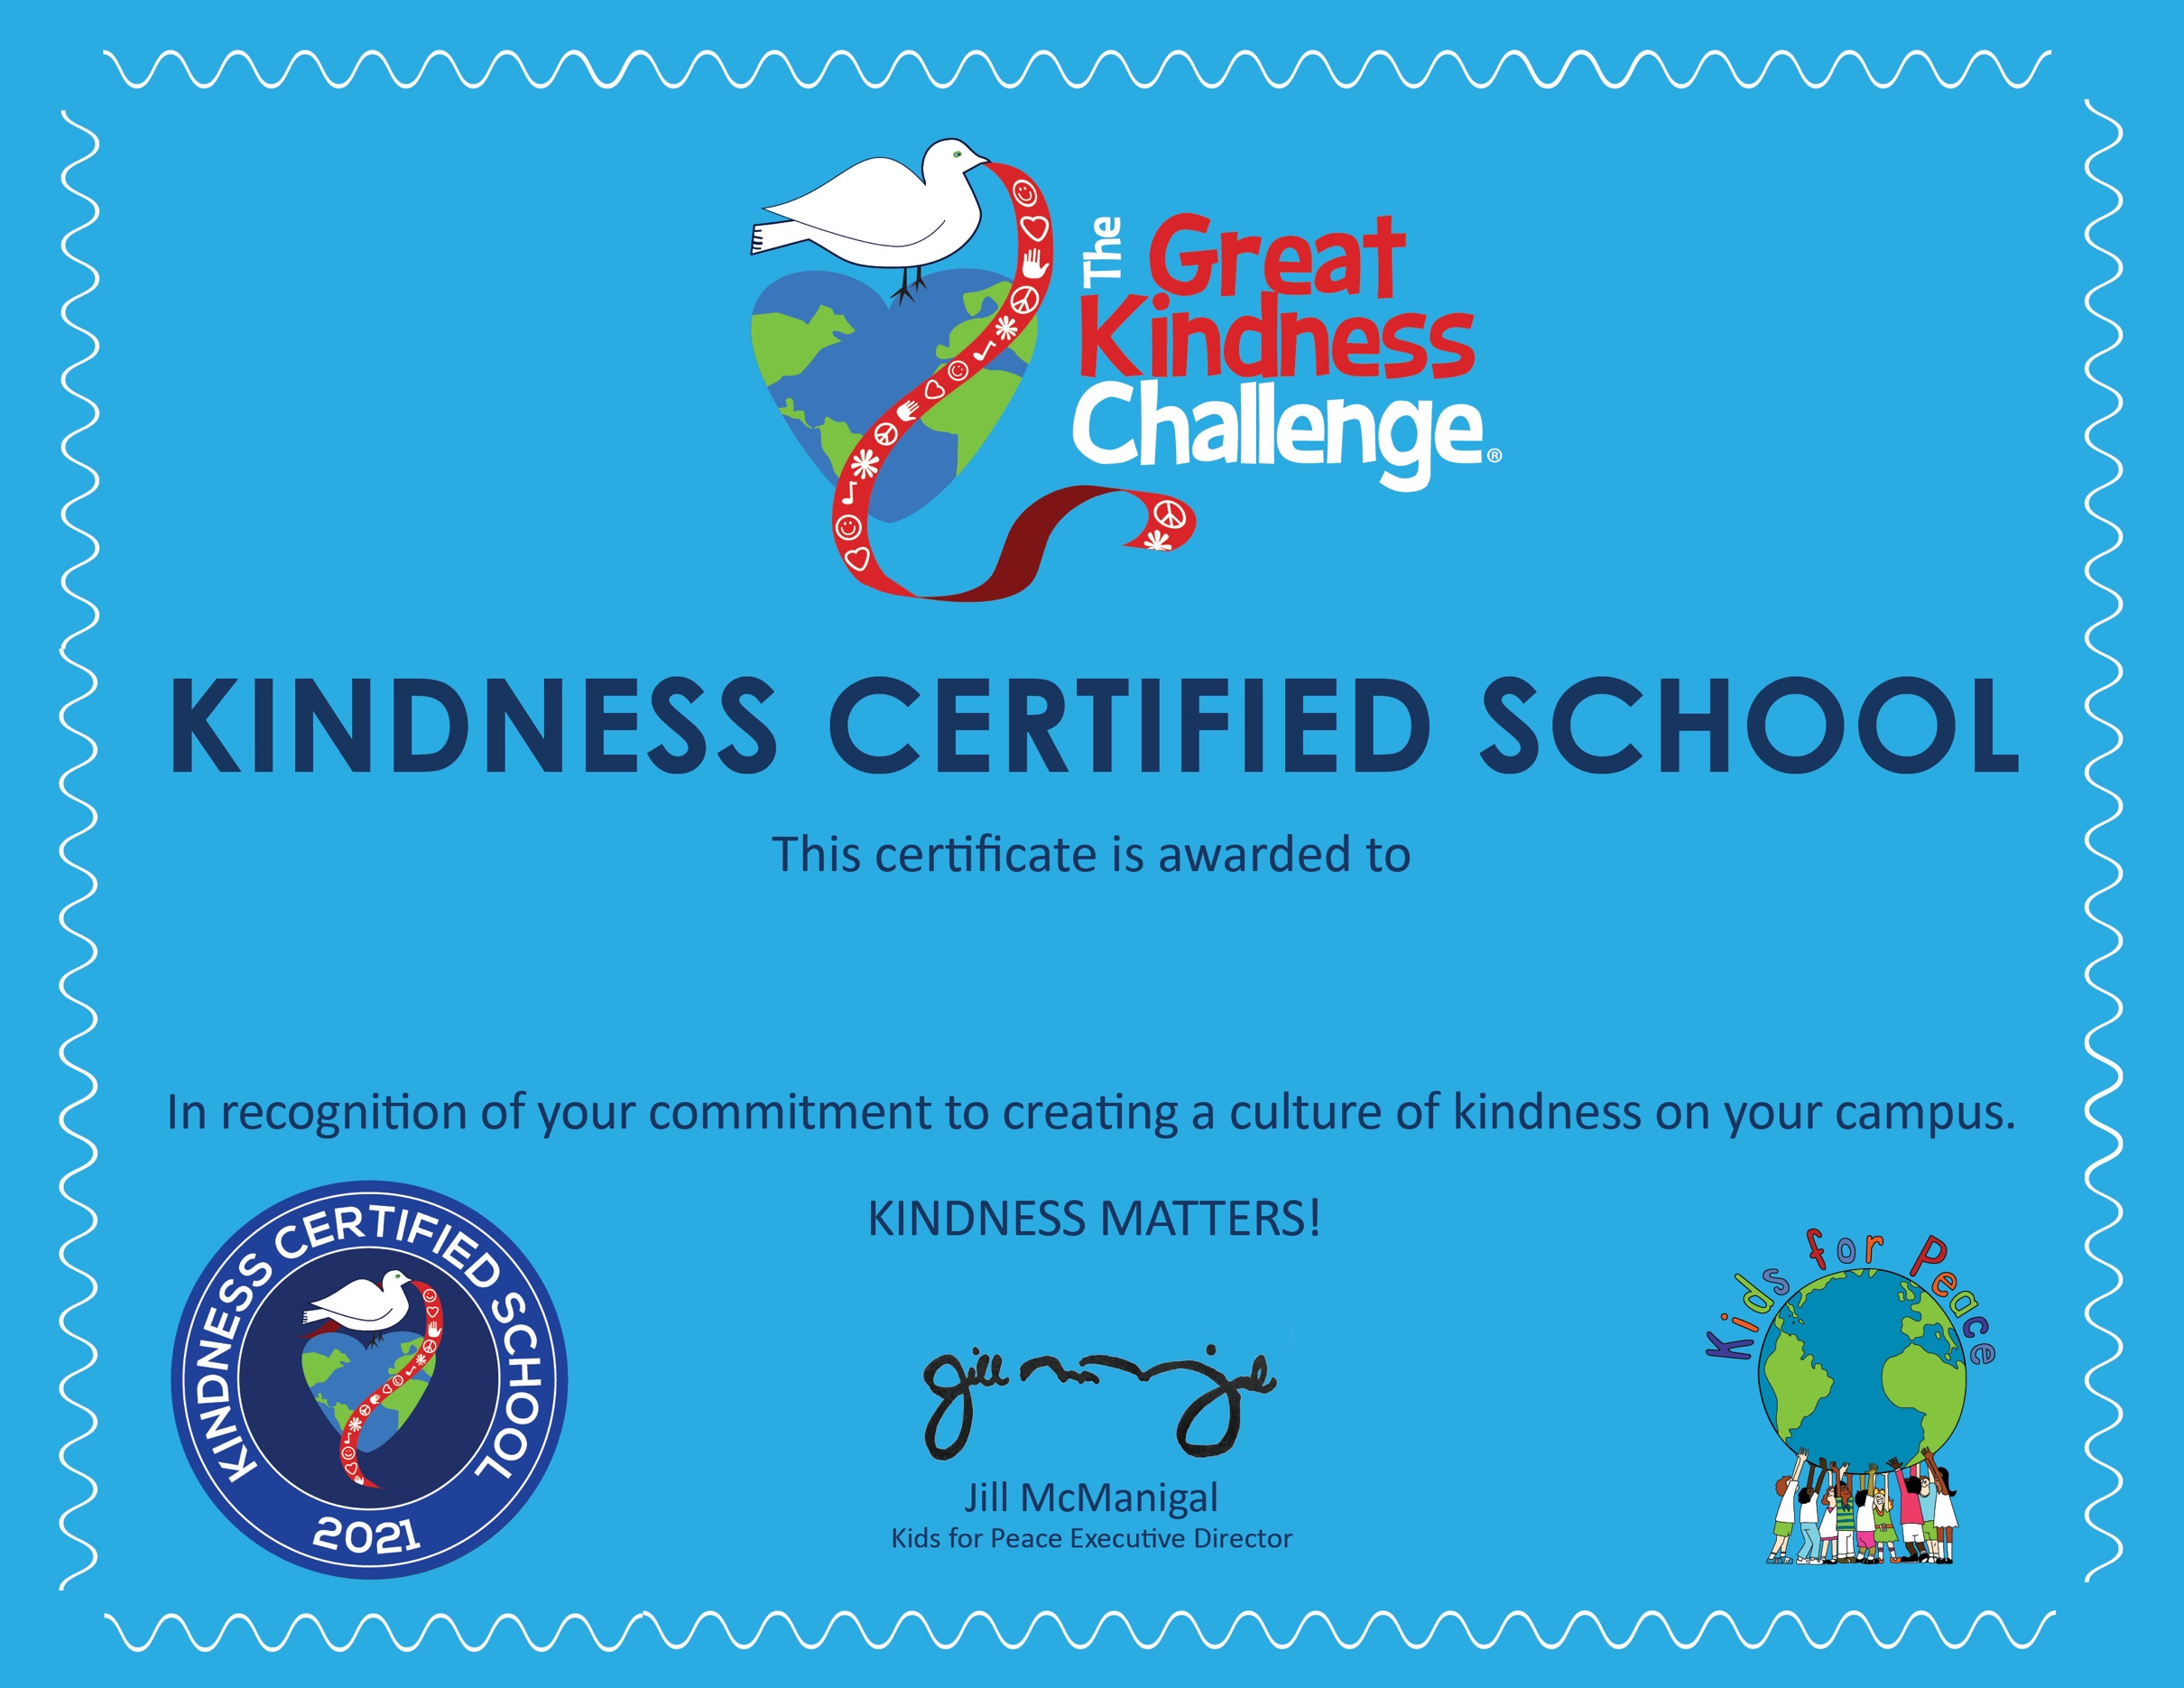 The Great
Kindness
Challenge®
KINDNESS CERTIFIED SCHOOL
This certificate is awarded to
In recognition of your commitment to creating a culture of kindness on your campus.
KINDNESS MATTERS!
KINDNESS CERTIFIED SCHOOL
2021
Kids for Peace
Jill McManigal
Kids for Peace Executive Director